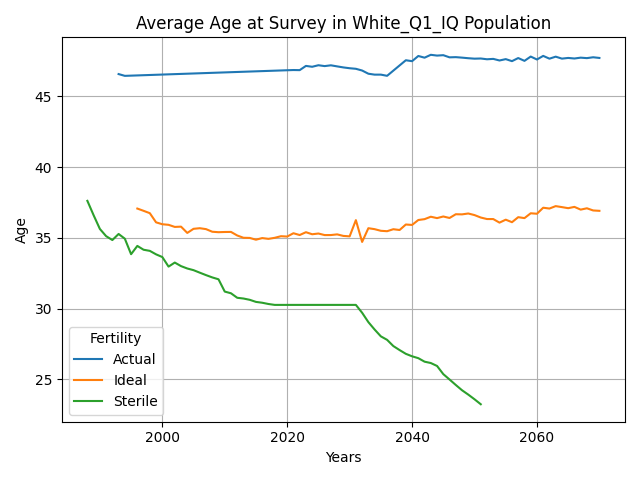 Average Age at Survey in White_Q1_IQ Population
Age
45
40
35
30
25
Fertility
Actual
Ideal
Sterile
2000
2020
2040
2060
Years